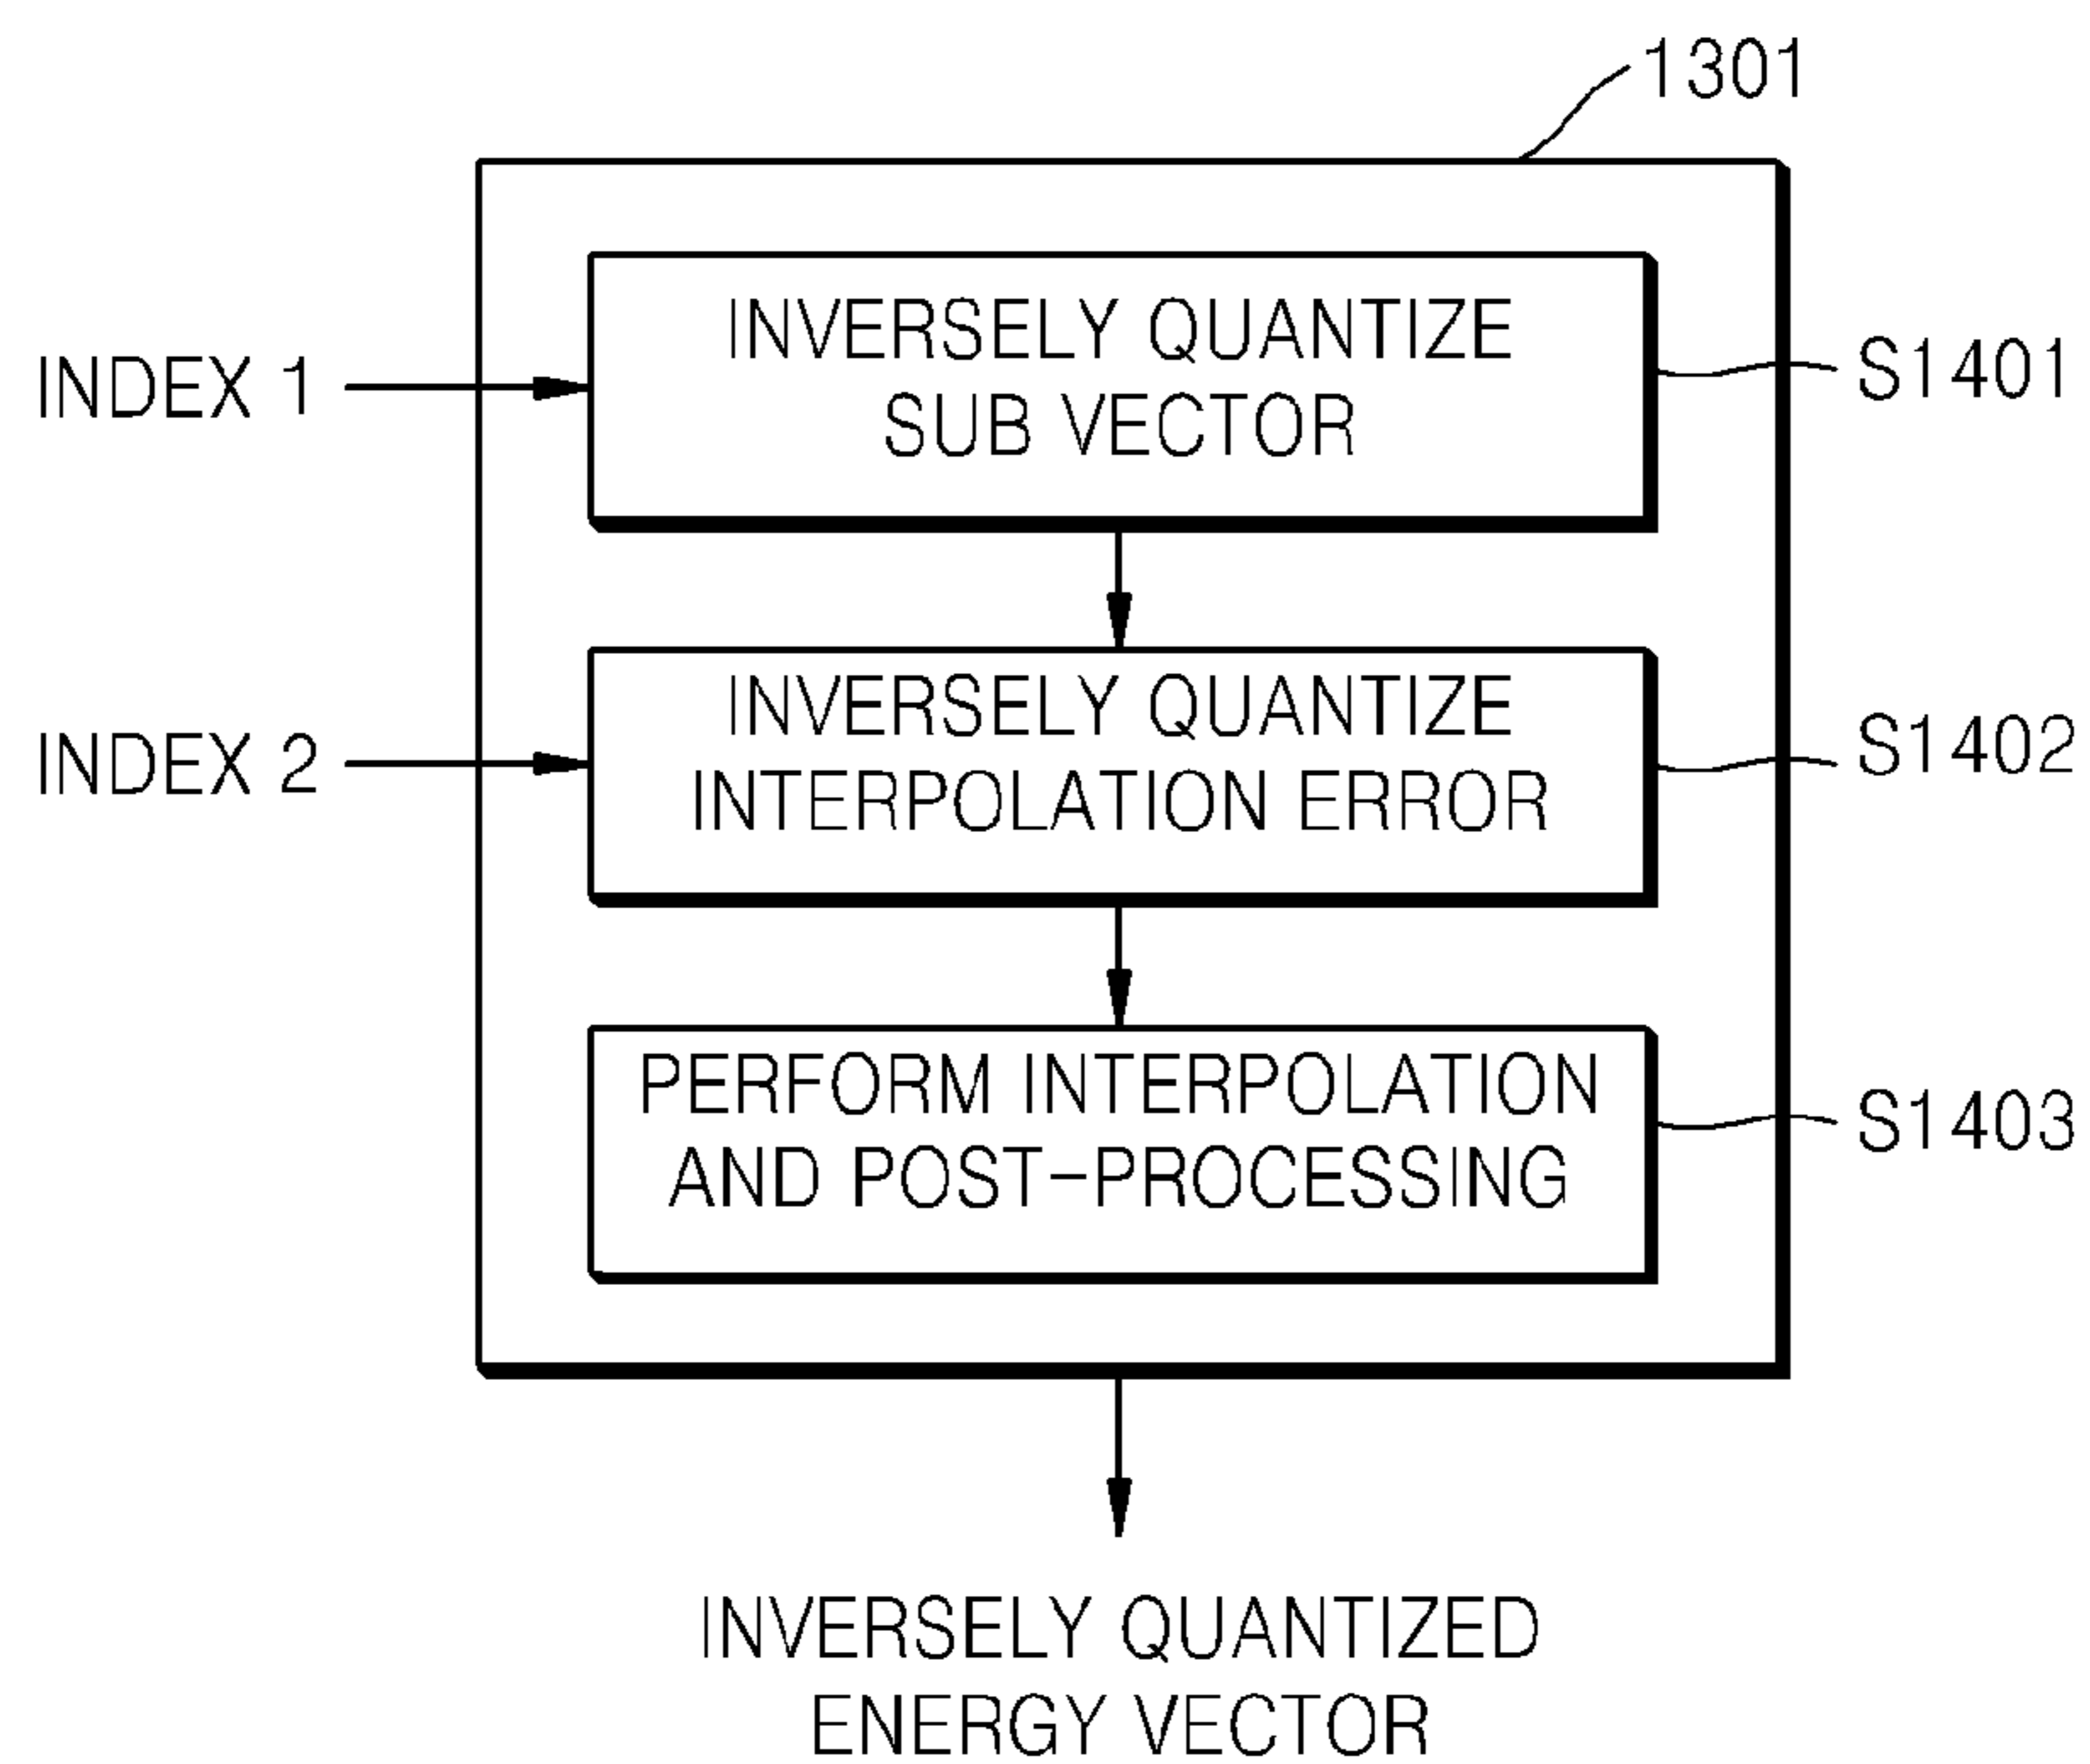 1301
INVERSELY QUANTIZE
SUB VECTOR
INDEX 1
S1401
INVERSELY QUANTIZE
INTERPOLATION ERROR
INDEX 2
S1402
PERFORM INTERPOLATION
AND POST-PROCESSING
S1403
INVERSELY QUANTIZED
ENERGY VECTOR